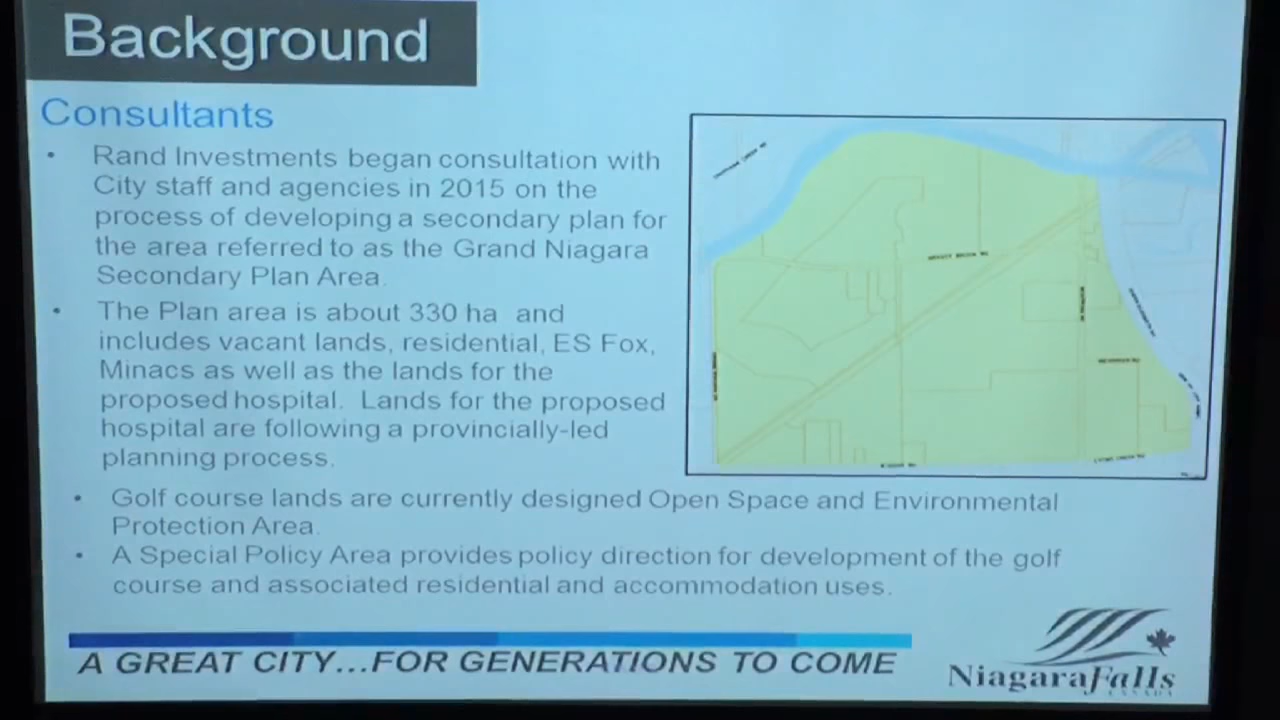 Background
Consultants
• Rand Investments began consultation with
City staff and agencies in 2015 on the
process of developing a secondary plan for
the area referred to as the Grand Niagara
Secondary Plan Area.
• The Plan area is about 330 ha and
includes vacant lands, residential, ES Fox,
Minacs as well as the lands for the
proposed hospital. Lands for the proposed
hospital are following a provincially-led
planning process.
• Golf course lands are currently designed Open Space and Environmental
Protection Area.
• A Special Policy Area provides policy direction for development of the golf
course and associated residential and accommodation uses.
A GREAT CITY...FOR GENERATIONS TO COME
NiagaraFalls
CANADA